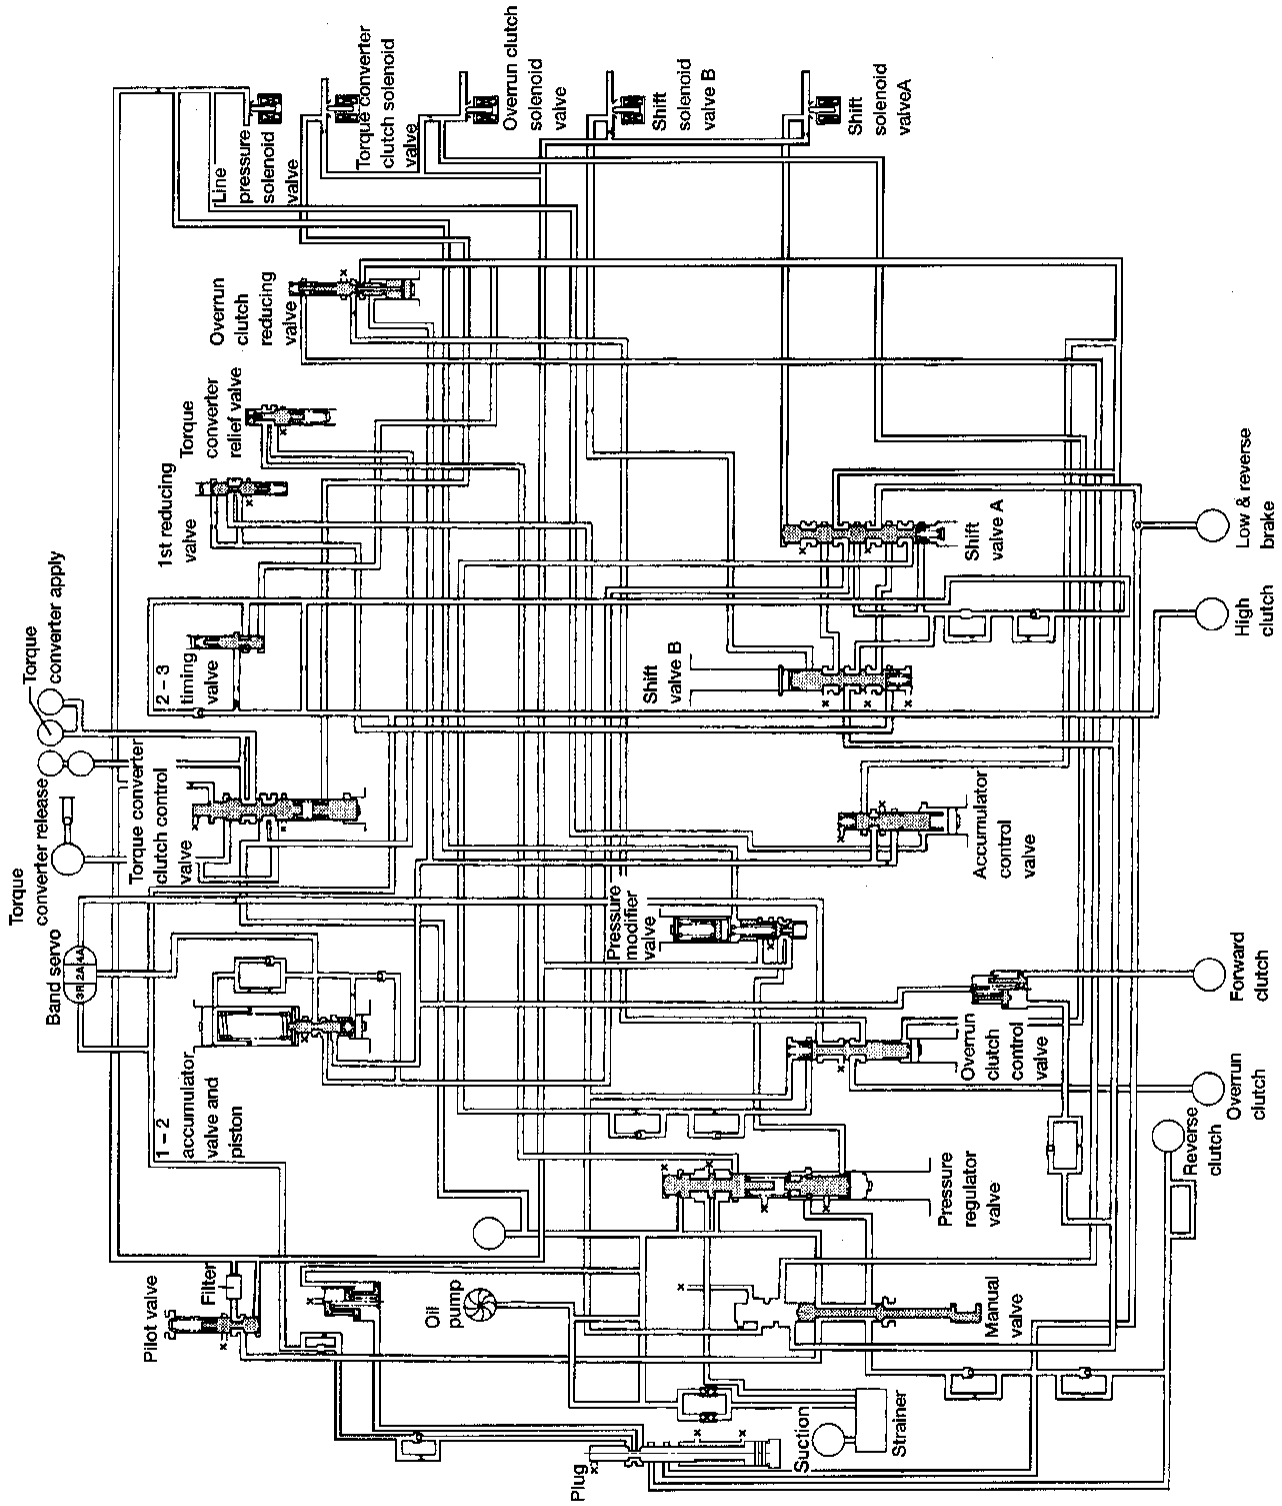 Torque
converter release
Torque
converter apply
Band servo
3R 2A 4A
Pilot valve
Filter
1 – 2
accumulator
valve and
piston
Torque converter
clutch control
valve
2 – 3
timing
valve
1st reducing
valve
Torque
converter
relief valve
Overrun
clutch
reducing
valve
Line
pressure
solenoid
valve
Torque converter
clutch solenoid
valve
Overrun clutch
solenoid
valve
Shift
solenoid
valve B
Shift
solenoid
valveA
Oil
pump
Plug
Suction
Strainer
Manual
valve
Pressure
regulator
valve
Pressure
modifier
valve
Overrun
clutch
control
valve
Accumulator
control
valve
Shift
valve B
Shift
valve A
Reverse
clutch
Overrun
clutch
Forward
clutch
High
clutch
Low & reverse
brake